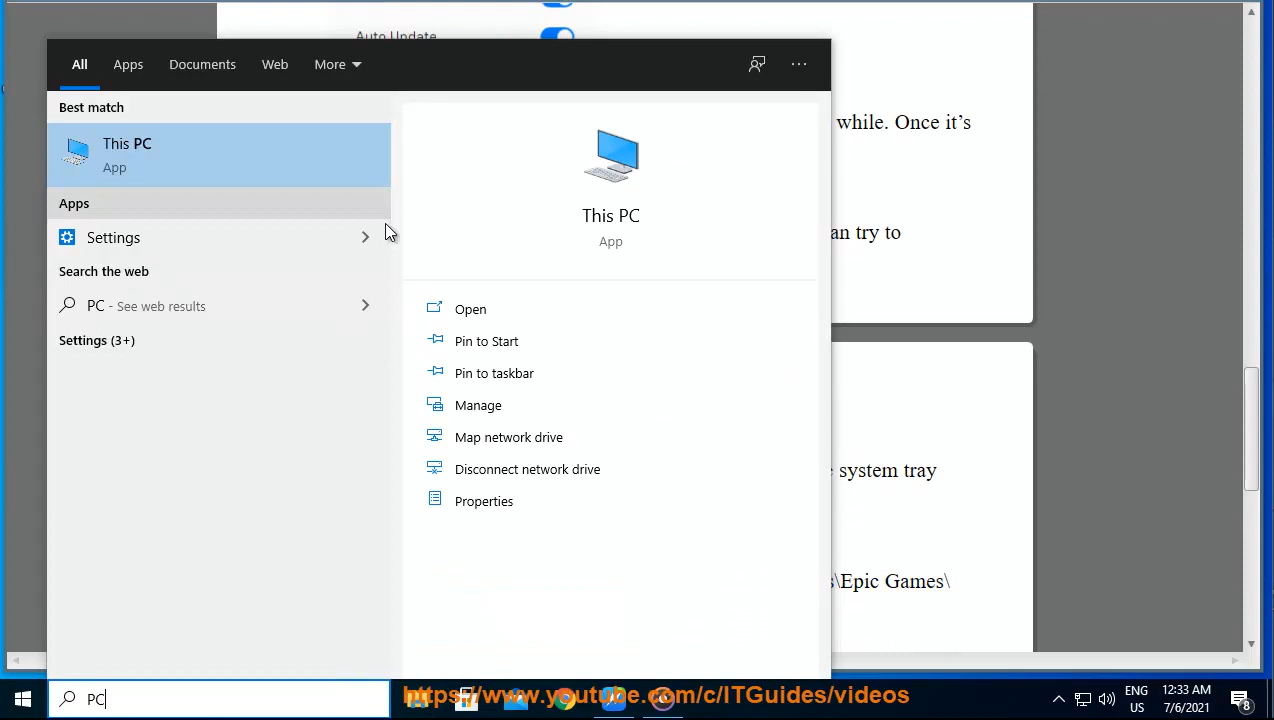 Auto Update
All Apps Documents Web More
Best match
This PC
App
Apps
Settings
Search the web
PC - See web results
Settings (3+)
This PC
App
Open
Pin to Start
Pin to taskbar
Manage
Map network drive
Disconnect network drive
Properties
while. Once it’s
an try to
system tray
\Epic Games\
PC
https://www.youtube.com/c/ITGuides/videos
ENG
US
12:33 AM
7/6/2021
8